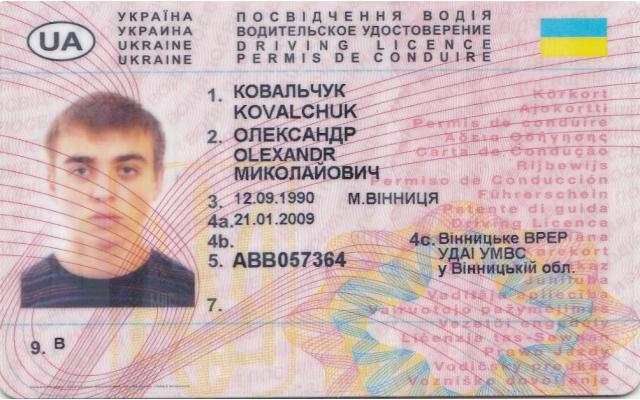 UA
УКРАЇНА
УКРАИНА
UKRAINE
UKRAINE
ПОСВІДЧЕННЯ ВОДІЯ
ВОДИТЕЛЬСКОЕ УДОСТОВЕРЕНИЕ
DRIVING LICENCE
PERMIS DE CONDUIRE
1. КОВАЛЬЧУК
KOVALCHUK
2. ОЛЕКСАНДР
OLEXANDR
МИКОЛАЙОВИЧ
3. 12.09.1990 М.ВІННИЦЯ
4a. 21.01.2009
4b.
4c. Вінницьке ВРЕР
УДАІ УМВС
у Вінницькій обл.
5. ABB057364
7.
9. B
Körkort
Ajokortti
Permis de conduire
Άδεια Οδήγησης
Carta de Condução
Rijbewijs
Permiso de Conducción
Führerschein
Patente di guida
Driving Licence
Kørekort
Juhiluba
Vadītāja apliecība
Vairuotojo pažymėjimas
Vezetői engedély
Liċenzja tas-sewqan
Prawo Jazdy
Vodičský preukaz
Vozniško dovoljenje